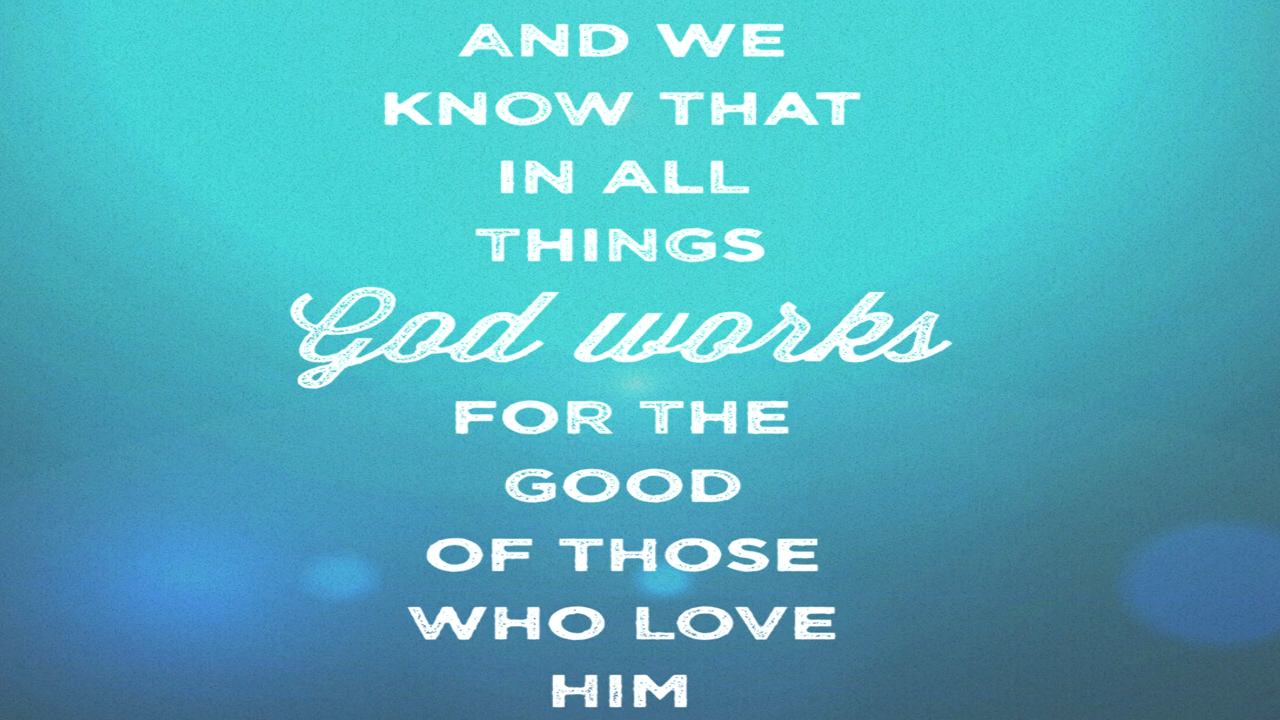 AND WE
KNOW THAT
IN ALL
THINGS
God works
FOR THE
GOOD
OF THOSE
WHO LOVE
HIM